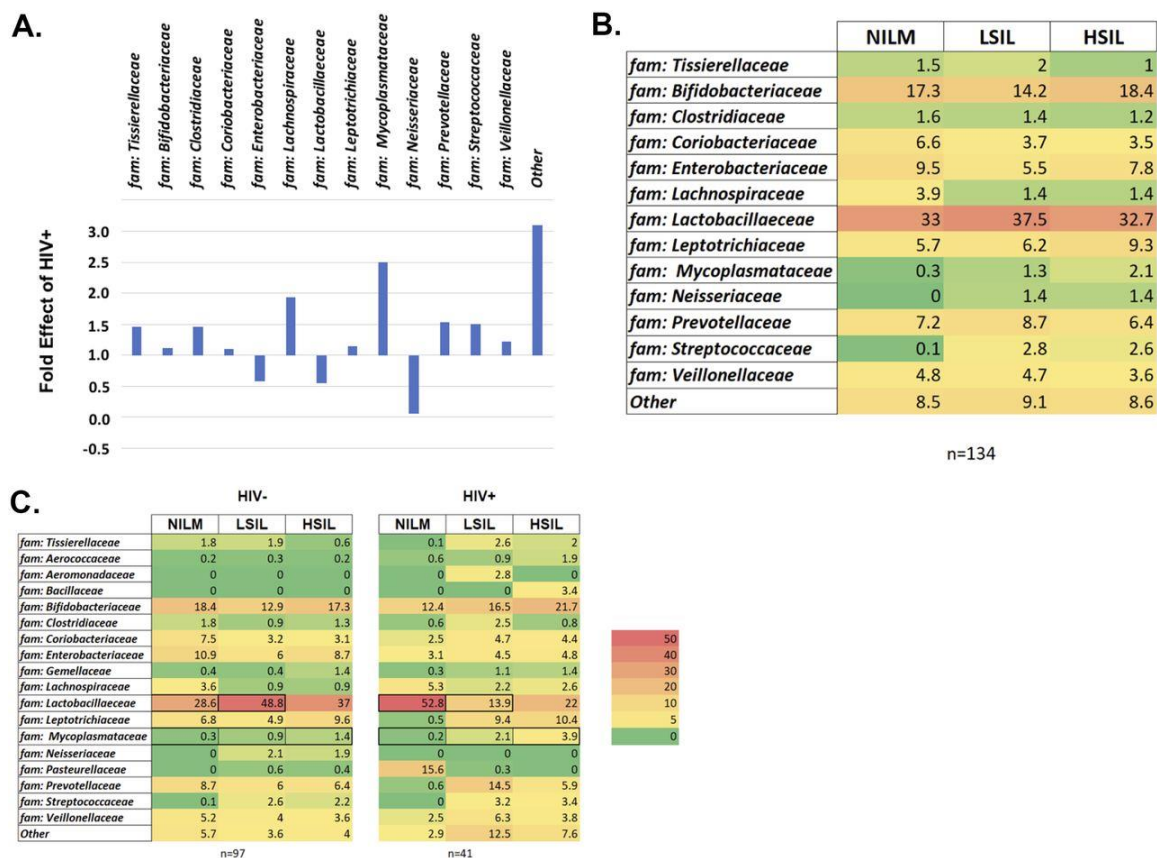 A.
fam: Tissierellaceae
fam: Bifidobacteriaceae
fam: Clostridiaceae
fam: Coriobacteriaceae
fam: Enterobacteriaceae
fam: Lachnospiraceae
fam: Lactobacillaeceae
fam: Leptotrichiaceae
fam: Mycoplasmataceae
fam: Neisseriaceae
fam: Prevotellaceae
fam: Streptococcaceae
fam: Veillonellaceae
Other
Fold Effect of HIV+
3.0
2.5
2.0
1.5
1.0
0.5
0.0
-0.5
B.
NILM LSIL HSIL
fam: Tissierellaceae 1.5 2 1
fam: Bifidobacteriaceae 17.3 14.2 18.4
fam: Clostridiaceae 1.6 1.4 1.2
fam: Coriobacteriaceae 6.6 3.7 3.5
fam: Enterobacteriaceae 9.5 5.5 7.8
fam: Lachnospiraceae 3.9 1.4 1.4
fam: Lactobacillaeceae 33 37.5 32.7
fam: Leptotrichiaceae 5.7 6.2 9.3
fam: Mycoplasmataceae 0.3 1.3 2.1
fam: Neisseriaceae 0 1.4 1.4
fam: Prevotellaceae 7.2 8.7 6.4
fam: Streptococcaceae 0.1 2.8 2.6
fam: Veillonellaceae 4.8 4.7 3.6
Other 8.5 9.1 8.6
n=134
C.
HIV- HIV+
NILM LSIL HSIL NILM LSIL HSIL
fam: Tissierellaceae 1.8 1.9 0.6 0.1 2.6 2
fam: Aerococcaceae 0.2 0.3 0.2 0.6 0.9 1.9
fam: Aeromonadaceae 0 0 0 0 2.8 0
fam: Bacillaceae 0 0 0 0 0 3.4
fam: Bifidobacteriaceae 18.4 12.9 17.3 12.4 16.5 21.7
fam: Clostridiaceae 1.8 0.9 1.3 0.6 2.5 0.8
fam: Coriobacteriaceae 7.5 3.2 3.1 2.5 4.7 4.4
fam: Enterobacteriaceae 10.9 6 8.7 3.1 4.5 4.8
fam: Gemellaceae 0.4 0.4 1.4 0.3 1.1 1.4
fam: Lachnospiraceae 3.6 0.9 0.9 5.3 2.2 2.6
fam: Lactobacillaeceae 28.6 48.8 37 52.8 13.9 22
fam: Leptotrichiaceae 6.8 4.9 9.6 0.5 9.4 10.4
fam: Mycoplasmataceae 0.3 0.9 1.4 0.2 2.1 3.9
fam: Neisseriaceae 0 2.1 1.9 0 0 0
fam: Pasteurellaceae 0 0.6 0.4 15.6 0.3 0
fam: Prevotellaceae 8.7 6 6.4 0.6 14.5 5.9
fam: Streptococcaceae 0.1 2.6 2.2 0 3.2 3.4
fam: Veillonellaceae 5.2 4 3.6 2.5 6.3 3.8
Other 5.7 3.6 4 2.9 12.5 7.6
n=97 n=41
50
40
30
20
10
5
0